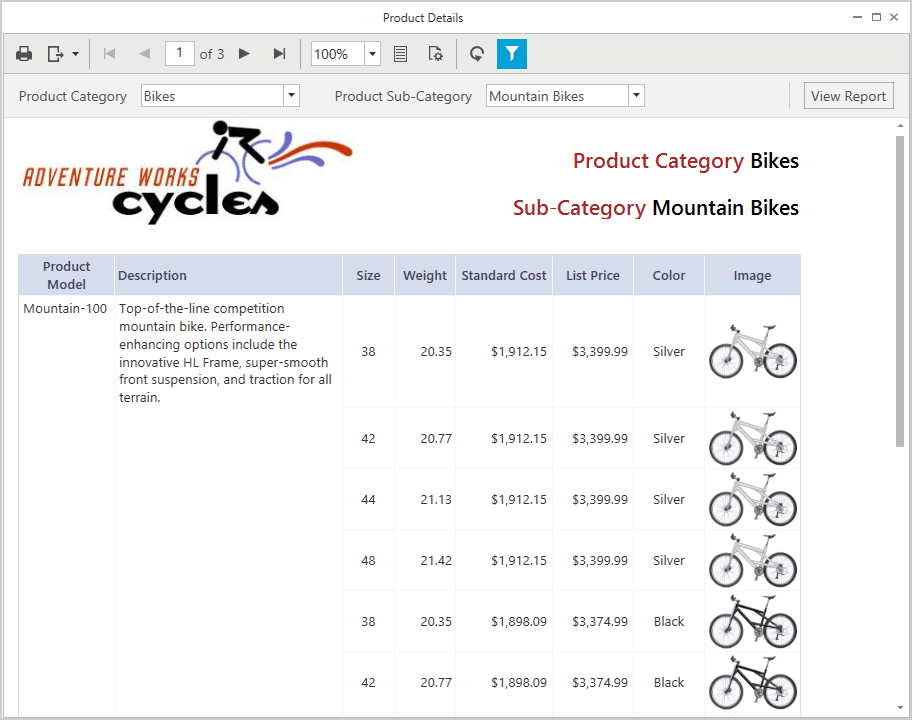 Product Details
1 of 3 100%
Product Category Bikes Product Sub-Category Mountain Bikes View Report
ADVENTURE WORKS
cycles
Product Category Bikes
Sub-Category Mountain Bikes
Product Model Description Size Weight Standard Cost List Price Color Image
Mountain-100 Top-of-the-line competition
mountain bike. Performance-
enhancing options include the
innovative HL Frame, super-smooth
front suspension, and traction for all
terrain.
38 20.35 $1,912.15 $3,399.99 Silver
42 20.77 $1,912.15 $3,399.99 Silver
44 21.13 $1,912.15 $3,399.99 Silver
48 21.42 $1,912.15 $3,399.99 Silver
38 20.35 $1,898.09 $3,374.99 Black
42 20.77 $1,898.09 $3,374.99 Black